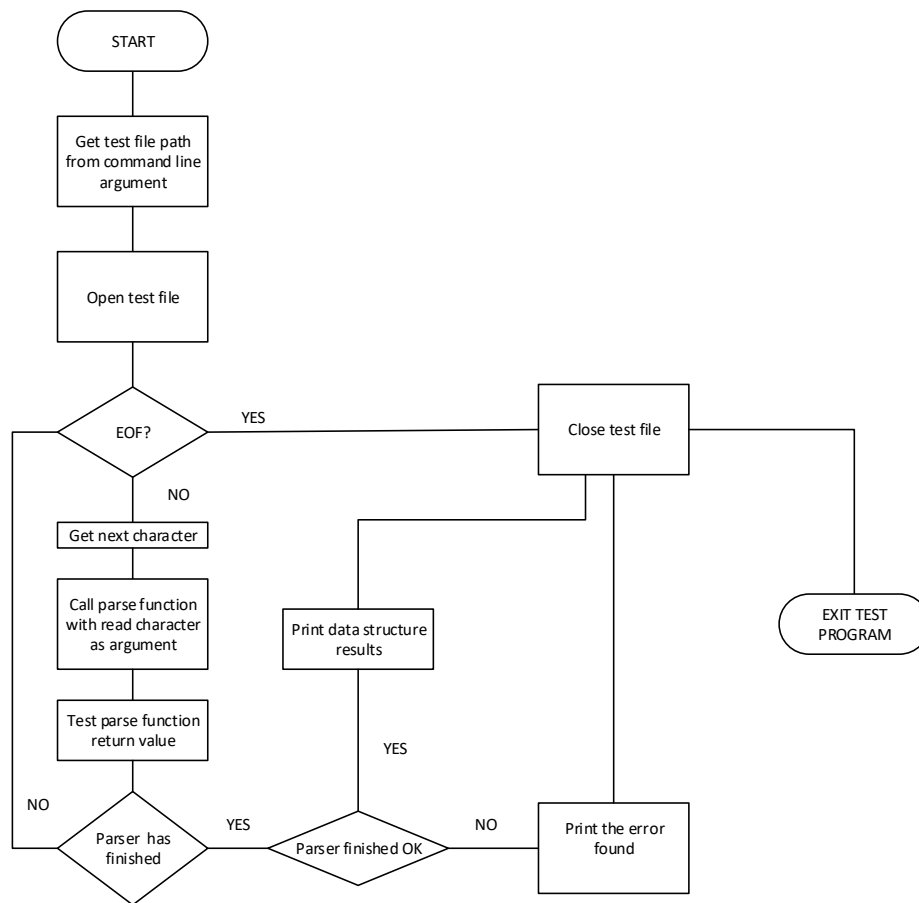 START
Get test file path
from command line
argument
Open test file
EOF?
YES
Close test file
NO
Get next character
Call parse function
with read character
as argument
Print data structure
results
EXIT TEST
PROGRAM
Test parse function
return value
YES
NO
Parser has
finished
YES
Parser finished OK
NO
Print the error
found